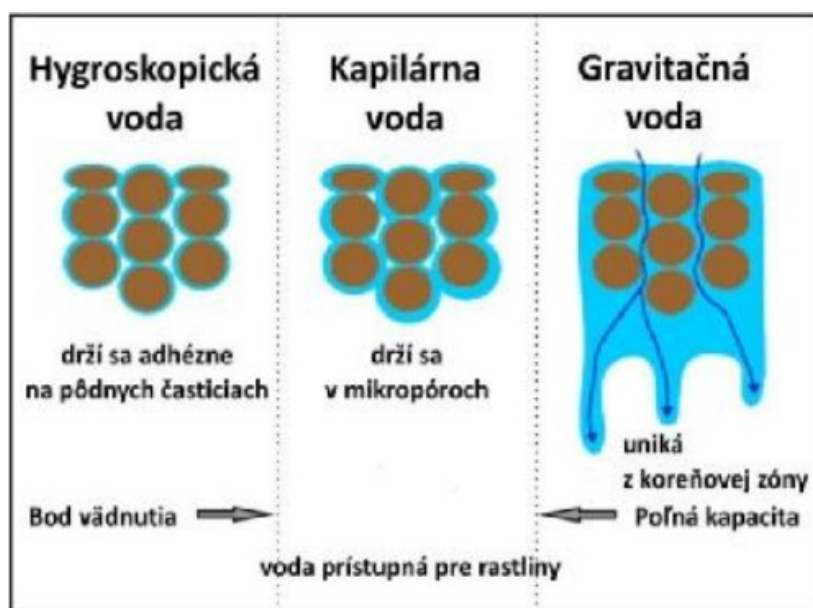 Hygroskopická
voda
drží sa adhézne
na pôdnych časticiach
Kapilárna
voda
drží sa
v mikropóroch
Gravitačná
voda
uniká
z koreňovej zóny
Bod vädnutia
Poľná kapacita
voda prístupná pre rastliny